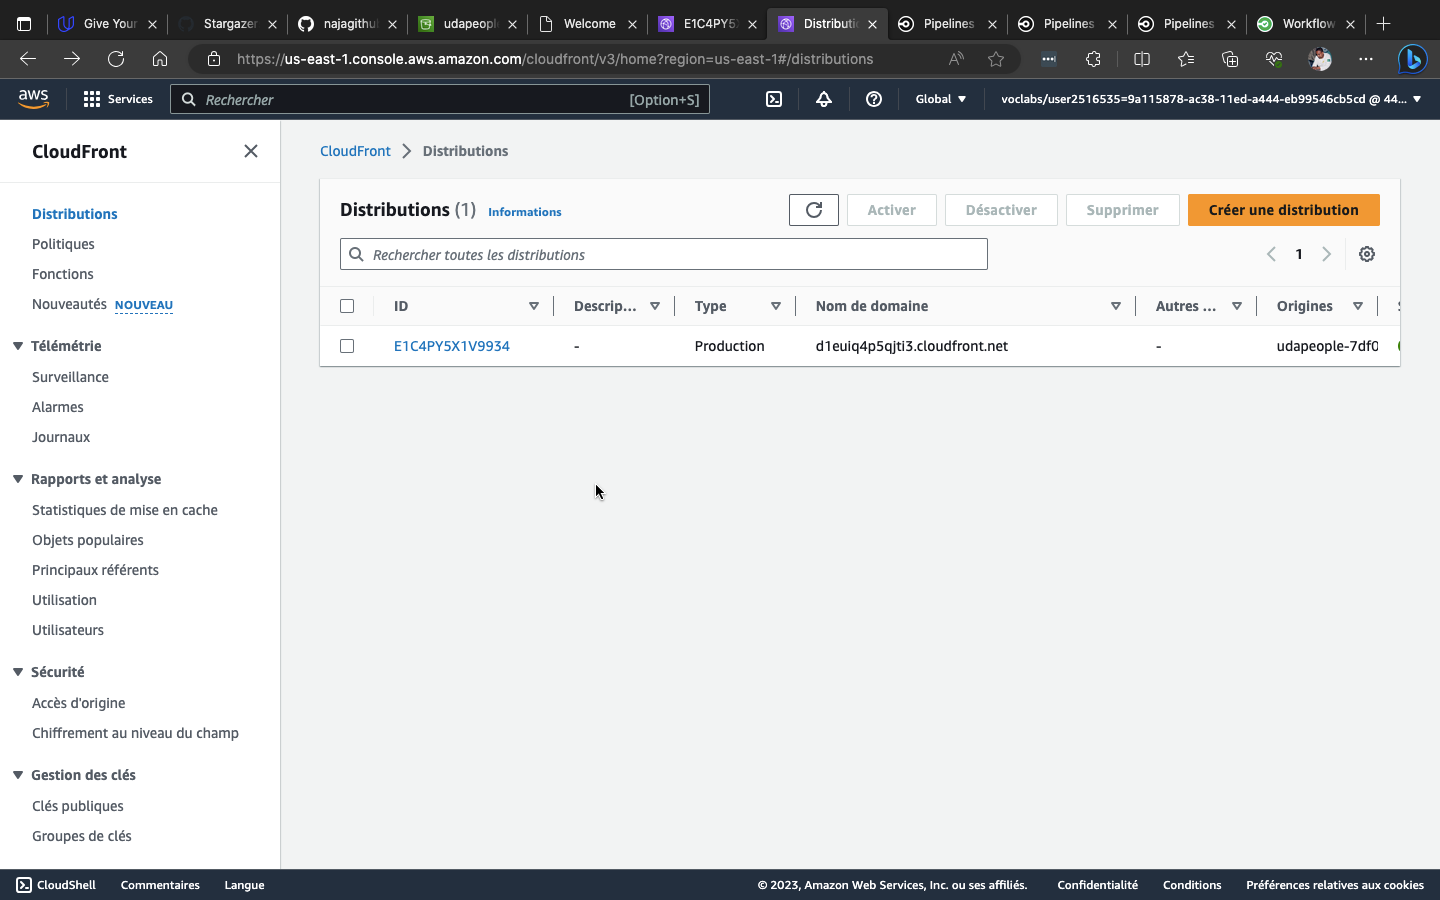 Give Your
Stargazer
najagithul
udapeopl
Welcome
E1C4PY5
Distributi
Pipelines
Pipelines
Pipelines
Workflow
https://us-east-1.console.aws.amazon.com/cloudfront/v3/home?region=us-east-1#/distributions
aws
Services
Rechercher
[Option+S]
Global
voclabs/user2516535=9a115878-ac38-11ed-a444-eb99546cb5cd @ 44...
CloudFront
Distributions
Politiques
Fonctions
Nouveautés NOUVEAU
Télémétrie
Surveillance
Alarmes
Journaux
Rapports et analyse
Statistiques de mise en cache
Objets populaires
Principaux référents
Utilisation
Utilisateurs
Sécurité
Accès d'origine
Chiffrement au niveau du champ
Gestion des clés
Clés publiques
Groupes de clés
CloudFront > Distributions
Distributions (1) Informations
Activer
Désactiver
Supprimer
Créer une distribution
Rechercher toutes les distributions
1
ID
Descrip...
Type
Nom de domaine
Autres ...
Origines
E1C4PY5X1V9934
-
Production
d1euiq4p5qjti3.cloudfront.net
-
udapeople-7df0
CloudShell
Commentaires
Langue
© 2023, Amazon Web Services, Inc. ou ses affiliés.
Confidentialité
Conditions
Préférences relatives aux cookies